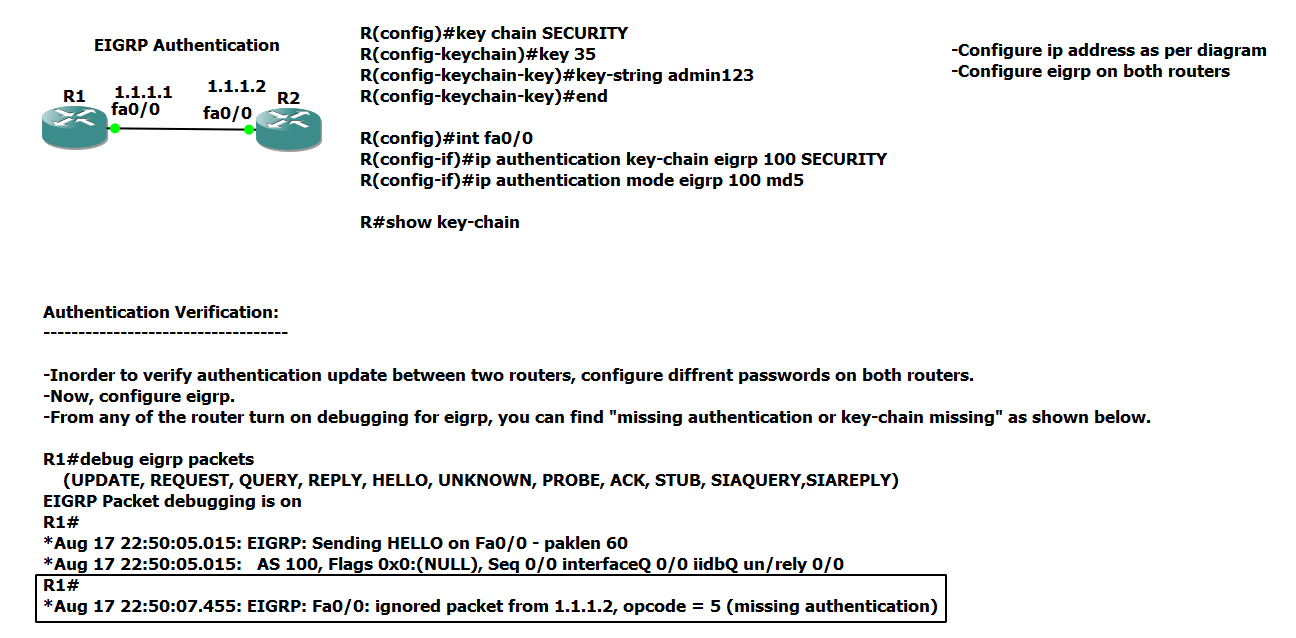 EIGRP Authentication
R1
1.1.1.1
fa0/0
1.1.1.2
fa0/0
R2
R(config)#key chain SECURITY
R(config-keychain)#key 35
R(config-keychain-key)#key-string admin123
R(config-keychain-key)#end
R(config)#int fa0/0
R(config-if)#ip authentication key-chain eigrp 100 SECURITY
R(config-if)#ip authentication mode eigrp 100 md5
R#show key-chain
-Configure ip address as per diagram
-Configure eigrp on both routers
Authentication Verification:
-----------------------------------
-Inorder to verify authentication update between two routers, configure diffrent passwords on both routers.
-Now, configure eigrp.
-From any of the router turn on debugging for eigrp, you can find "missing authentication or key-chain missing" as shown below.
R1#debug eigrp packets
(UPDATE, REQUEST, QUERY, REPLY, HELLO, UNKNOWN, PROBE, ACK, STUB, SIAQUERY,SIAREPLY)
EIGRP Packet debugging is on
R1#
*Aug 17 22:50:05.015: EIGRP: Sending HELLO on Fa0/0 - paklen 60
*Aug 17 22:50:05.015:   AS 100, Flags 0x0:(NULL), Seq 0/0 interfaceQ 0/0 iidbQ un/rely 0/0
R1#
*Aug 17 22:50:07.455: EIGRP: Fa0/0: ignored packet from 1.1.1.2, opcode = 5 (missing authentication)